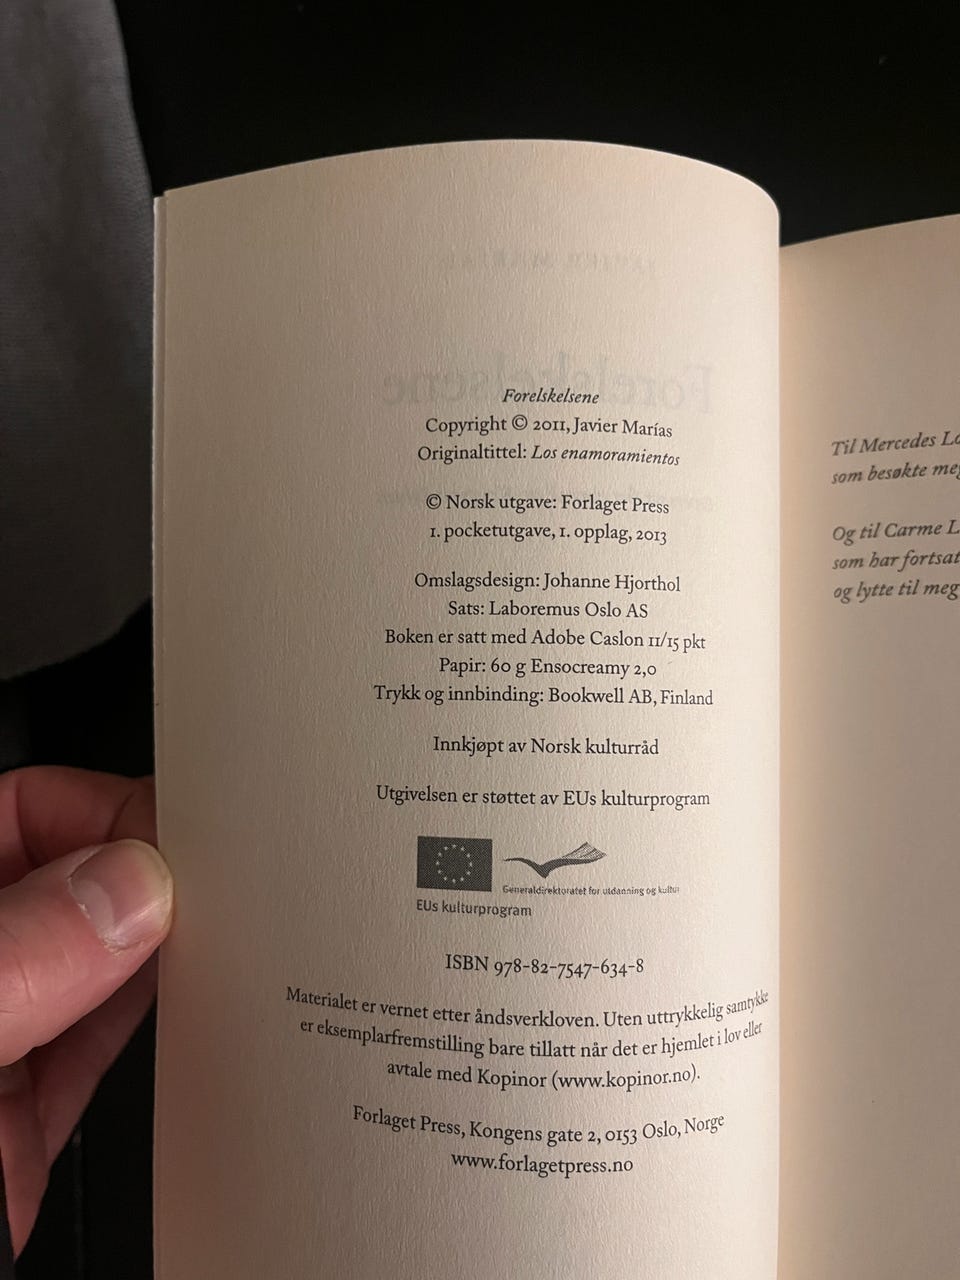 Forelskelsene
Copyright © 2011, Javier Marías
Originaltittel: Los enamoramientos
© Norsk utgave: Forlaget Press
1. pocketutgave, 1. opplag, 2013
Omslagsdesign: Johanne Hjorthol
Sats: Laboremus Oslo AS
Boken er satt med Adobe Caslon 11/15 pkt
Papir: 60 g Ensocreamy 2,0
Trykk og innbinding: Bookwell AB, Finland
Innkjøpt av Norsk kulturråd
Utgivelsen er støttet av EUs kulturprogram
Generaldirektoratet for utdanning og kultur
EUs kulturprogram
ISBN 978-82-7547-634-8
Materialet er vernet etter åndsverkloven. Uten uttrykkelig samtykke
er eksemplarfremstilling bare tillatt når det er hjemlet i lov eller
avtale med Kopinor (www.kopinor.no).
Forlaget Press, Kongens gate 2, 0153 Oslo, Norge
www.forlagetpress.no
Til Mercedes
som besøkte
Og til Carme
som har
og lytte til meg